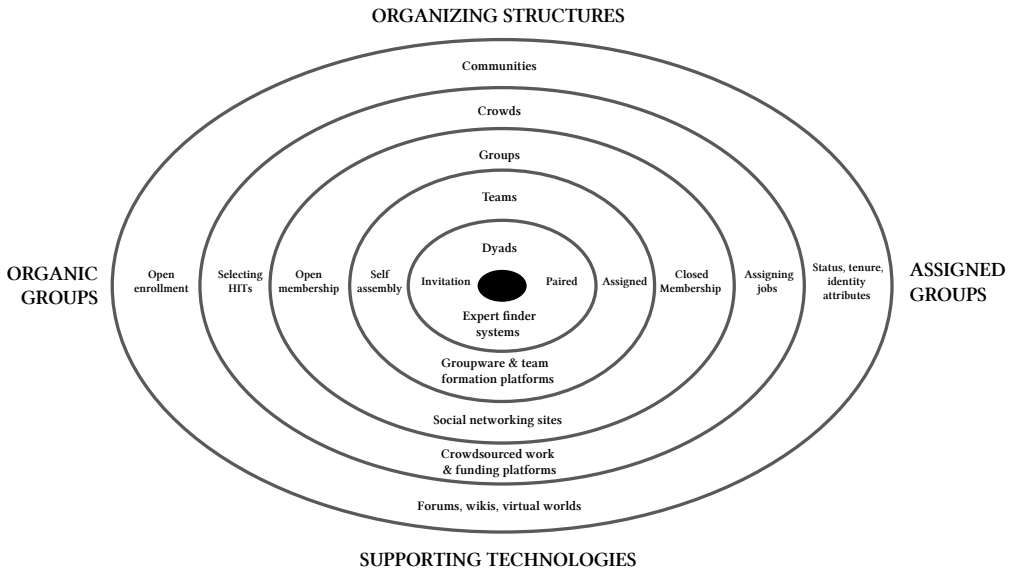 ORGANIZING STRUCTURES
Communities
Crowds
Groups
Teams
Dyads
ORGANIC
GROUPS
Open
enrollment
Selecting
HITs
Open
membership
Self
assembly
Invitation
Paired
Assigned
Closed
Membership
Assigning
jobs
Status, tenure,
identity
attributes
ASSIGNED
GROUPS
Expert finder
systems
Groupware & team
formation platforms
Social networking sites
Crowdsourced work
& funding platforms
Forums, wikis, virtual worlds
SUPPORTING TECHNOLOGIES